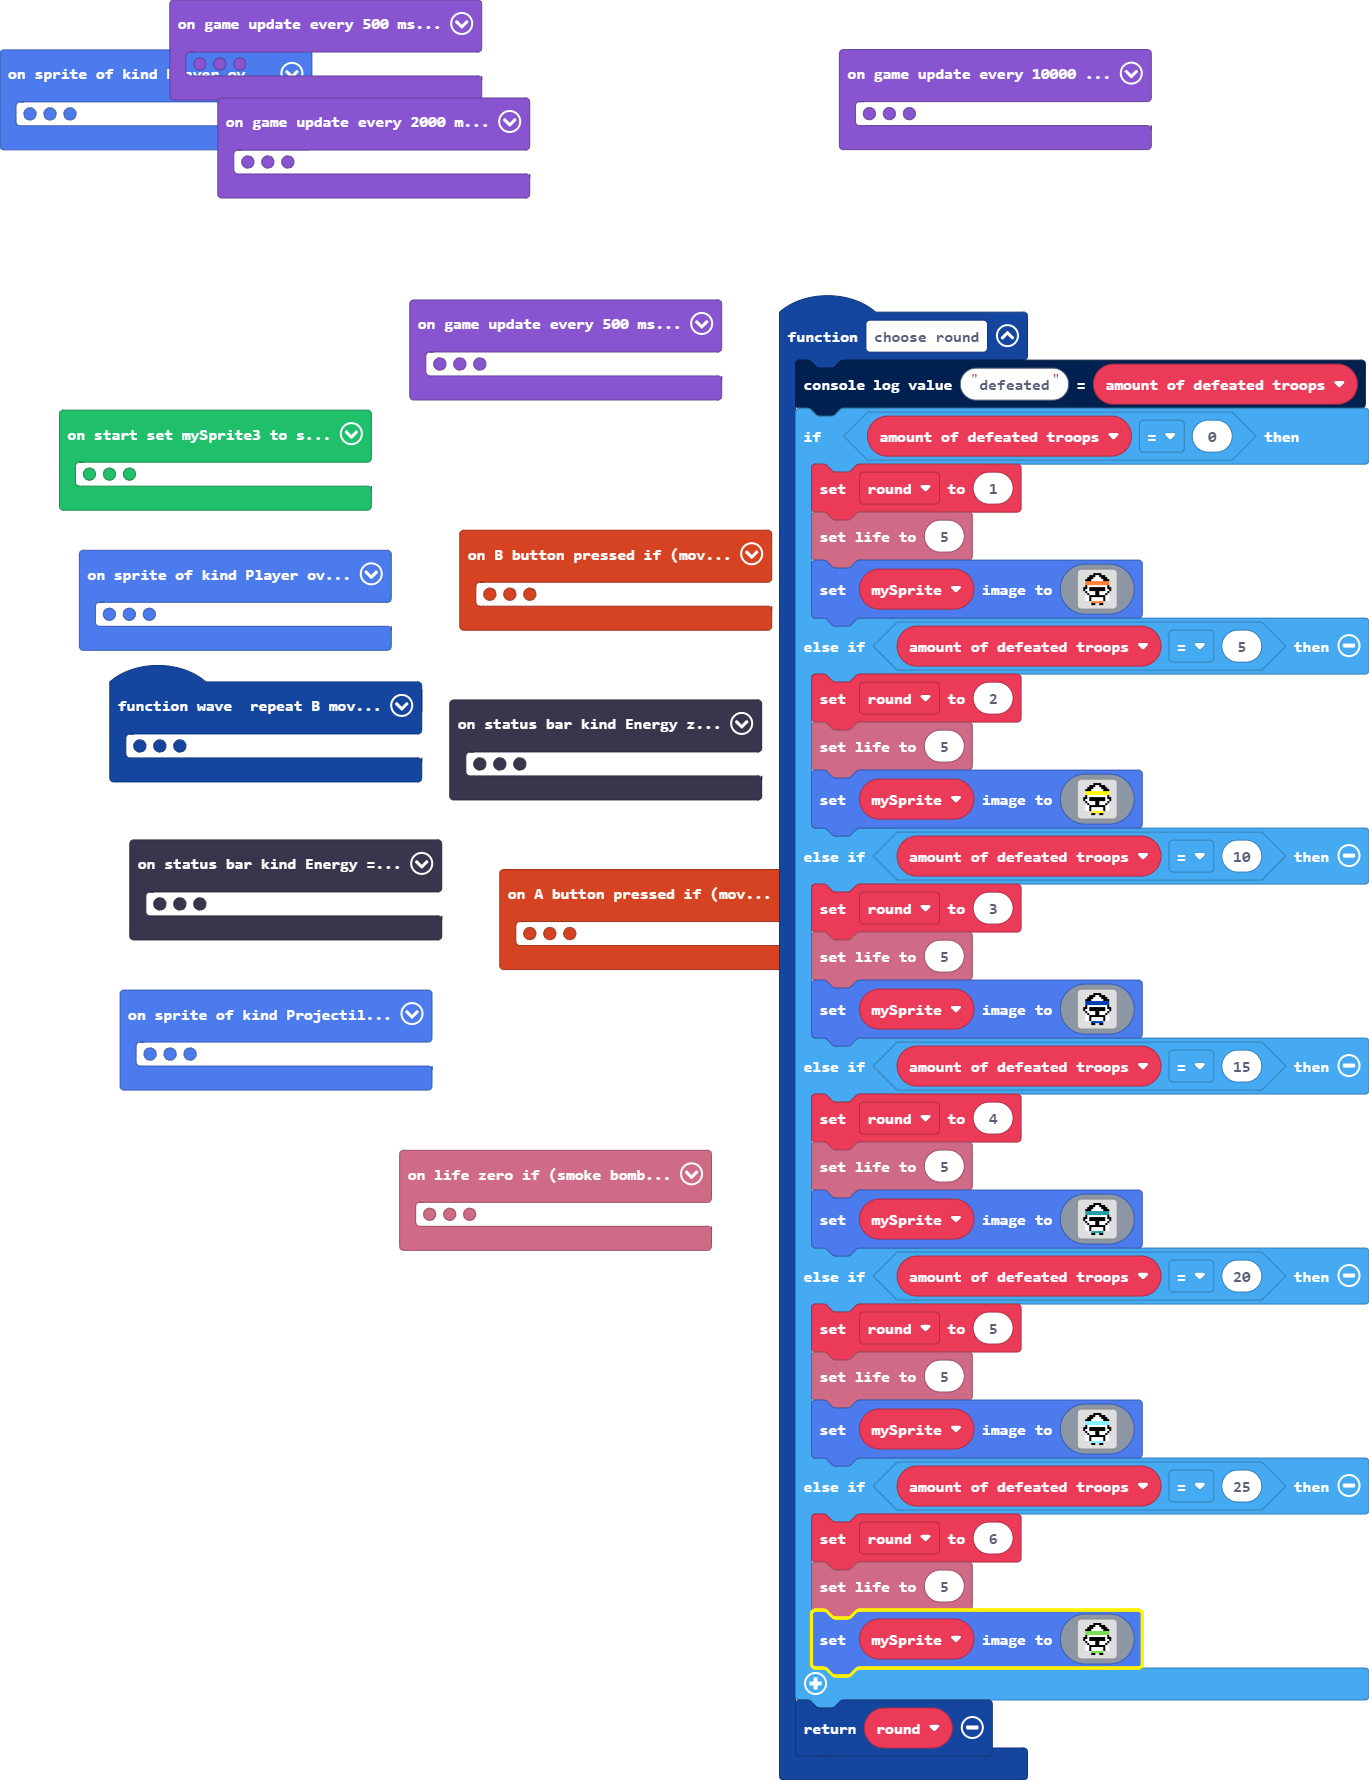 on game update every 500 ms...
on sprite of kind
on game update every 10000 ...
on game update every 2000 m...
on game update every 500 ms...
on start set mySprite3 to s...
on sprite of kind Player ov...
on B button pressed if (mov...
function wave  repeat B mov...
on status bar kind Energy z...
on status bar kind Energy =...
on A button pressed if (mov...
on sprite of kind Projectil...
on life zero if (smoke bomb...
function choose round
console log value "defeated" = amount of defeated troops
if amount of defeated troops = 0 then
set round to 1
set life to 5
set mySprite image to
else if amount of defeated troops = 5 then
set round to 2
set life to 5
set mySprite image to
else if amount of defeated troops = 10 then
set round to 3
set life to 5
set mySprite image to
else if amount of defeated troops = 15 then
set round to 4
set life to 5
set mySprite image to
else if amount of defeated troops = 20 then
set round to 5
set life to 5
set mySprite image to
else if amount of defeated troops = 25 then
set round to 6
set life to 5
set mySprite image to
return round